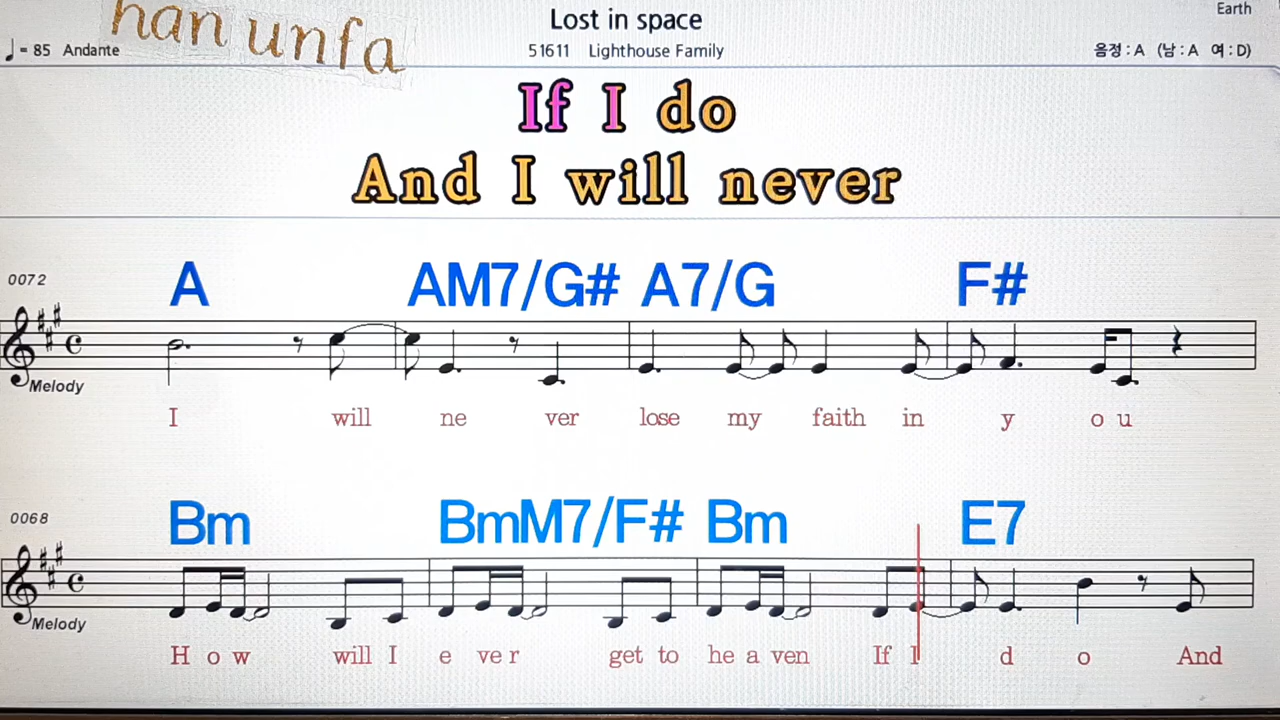 Lost in space
Earth
han unfa
♩= 85 Andante
51611 Lighthouse Family
음정 : A (남 : A 여 : D)
If I do
And I will never
0072
A AM7/G# A7/G F#
Melody
I will ne ver lose my faith in y o u
0068
Bm BmM7/F# Bm E7
Melody
H o w will I e ve r get to he a ven If I d o And